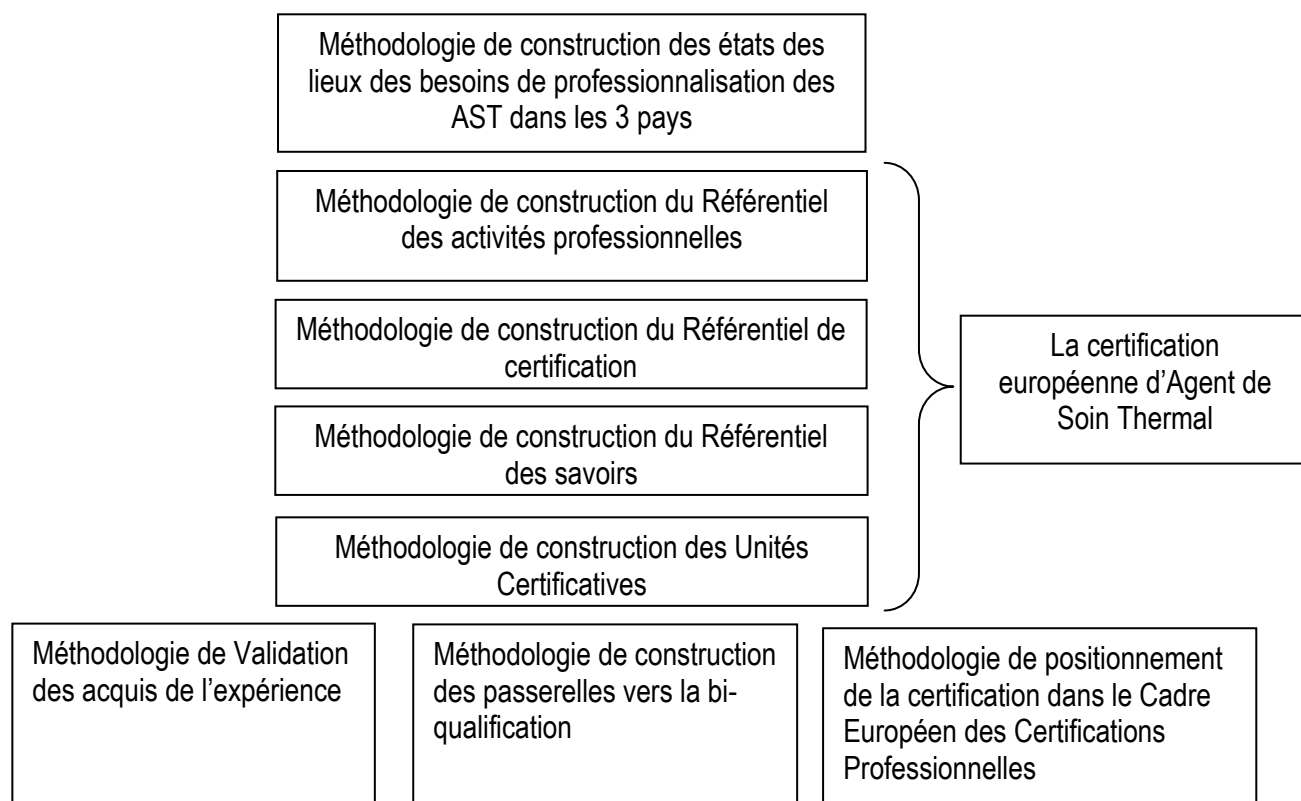 Méthodologie de construction des états des
lieux des besoins de professionnalisation des
AST dans les 3 pays
Méthodologie de construction du Référentiel
des activités professionnelles
Méthodologie de construction du Référentiel de
certification
Méthodologie de construction du Référentiel
des savoirs
Méthodologie de construction des Unités
Certificatives
La certification
européenne d’Agent de
Soin Thermal
Méthodologie de Validation
des acquis de l’expérience
Méthodologie de construction
des passerelles vers la bi-
qualification
Méthodologie de positionnement
de la certification dans le Cadre
Européen des Certifications
Professionnelles